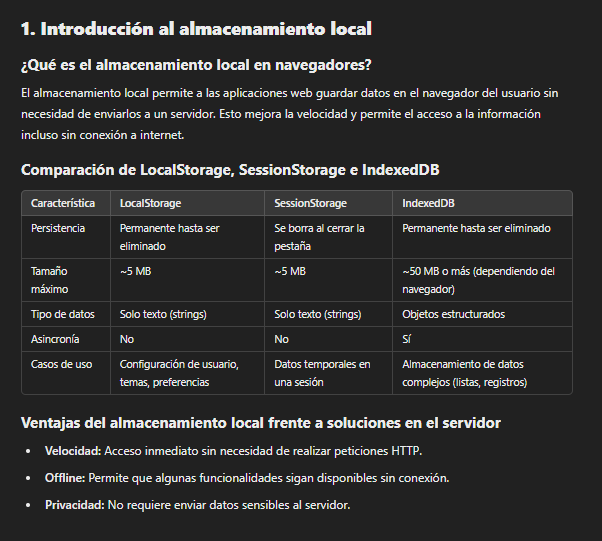 1. Introducción al almacenamiento local
¿Qué es el almacenamiento local en navegadores?
El almacenamiento local permite a las aplicaciones web guardar datos en el navegador del usuario sin
necesidad de enviarlos a un servidor. Esto mejora la velocidad y permite el acceso a la información
incluso sin conexión a internet.
Comparación de LocalStorage, SessionStorage e IndexedDB
Característica LocalStorage SessionStorage IndexedDB
Persistencia Permanente hasta ser Se borra al cerrar la Permanente hasta ser eliminado
eliminado pestaña
Tamaño ~5 MB ~5 MB ~50 MB o más (dependiendo del
máximo navegador)
Tipo de datos Solo texto (strings) Solo texto (strings) Objetos estructurados
Asincronía No No Sí
Casos de uso Configuración de usuario, Datos temporales en Almacenamiento de datos
temas, preferencias una sesión complejos (listas, registros)
Ventajas del almacenamiento local frente a soluciones en el servidor
• Velocidad: Acceso inmediato sin necesidad de realizar peticiones HTTP.
• Offline: Permite que algunas funcionalidades sigan disponibles sin conexión.
• Privacidad: No requiere enviar datos sensibles al servidor.